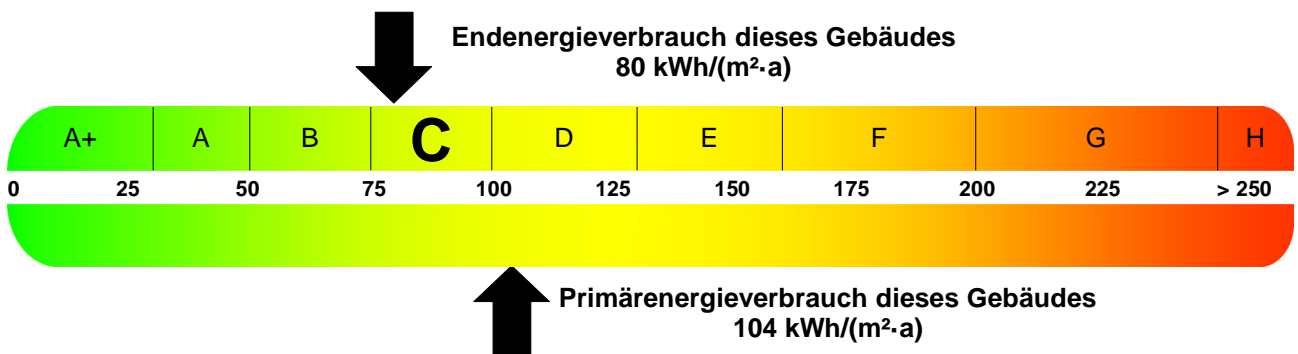 Endenergieverbrauch dieses Gebäudes
80 kWh/(m²·a)
A+ A B C D E F G H
0 25 50 75 100 125 150 175 200 225 > 250
Primärenergieverbrauch dieses Gebäudes
104 kWh/(m²·a)